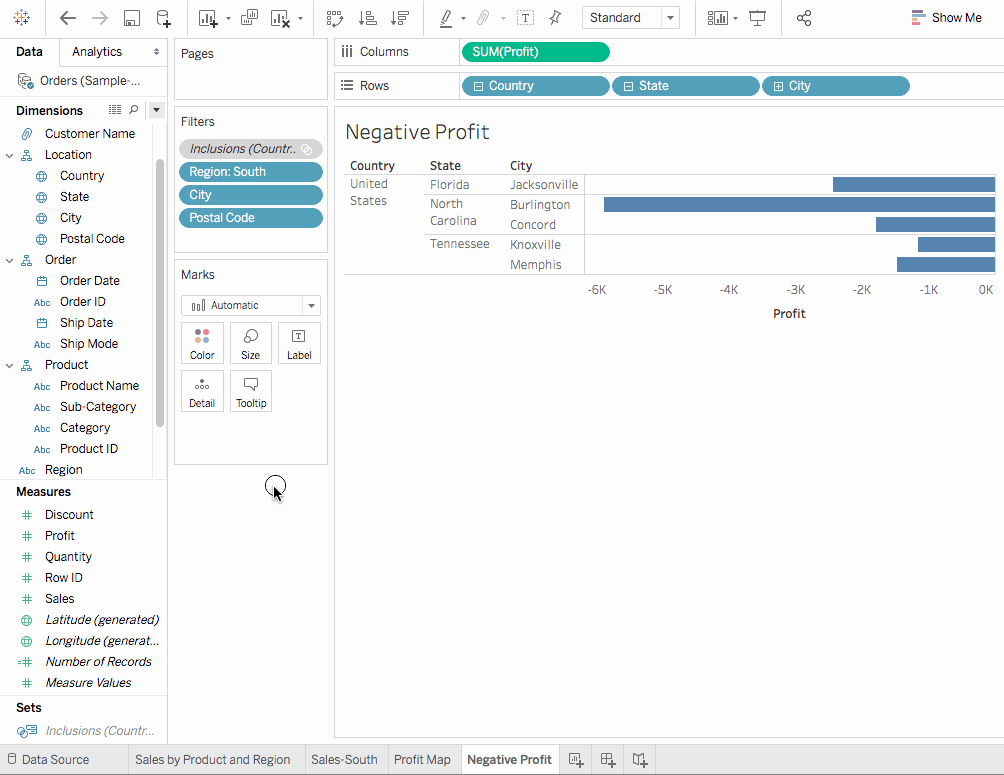 Standard
Show Me
Data
Analytics
Orders (Sample-...
Dimensions
Customer Name
Location
Country
State
City
Postal Code
Order
Order Date
Abc Order ID
Ship Date
Abc Ship Mode
Product
Abc Product Name
Abc Sub-Category
Abc Category
Abc Product ID
Abc Region
Measures
Discount
Profit
Quantity
Row ID
Sales
Latitude (generated)
Longitude (generat...
Number of Records
Measure Values
Sets
Inclusions (Countr...
Pages
Filters
Inclusions (Countr..
Region: South
City
Postal Code
Marks
Automatic
Color Size Label
Detail Tooltip
Columns SUM(Profit)
Rows Country State City
Negative Profit
Country State City
United States
Florida Jacksonville
North Carolina
Burlington
Concord
Tennessee Knoxville
Memphis
-6K -5K -4K -3K -2K -1K 0K
Profit
Data Source Sales by Product and Region Sales-South Profit Map Negative Profit